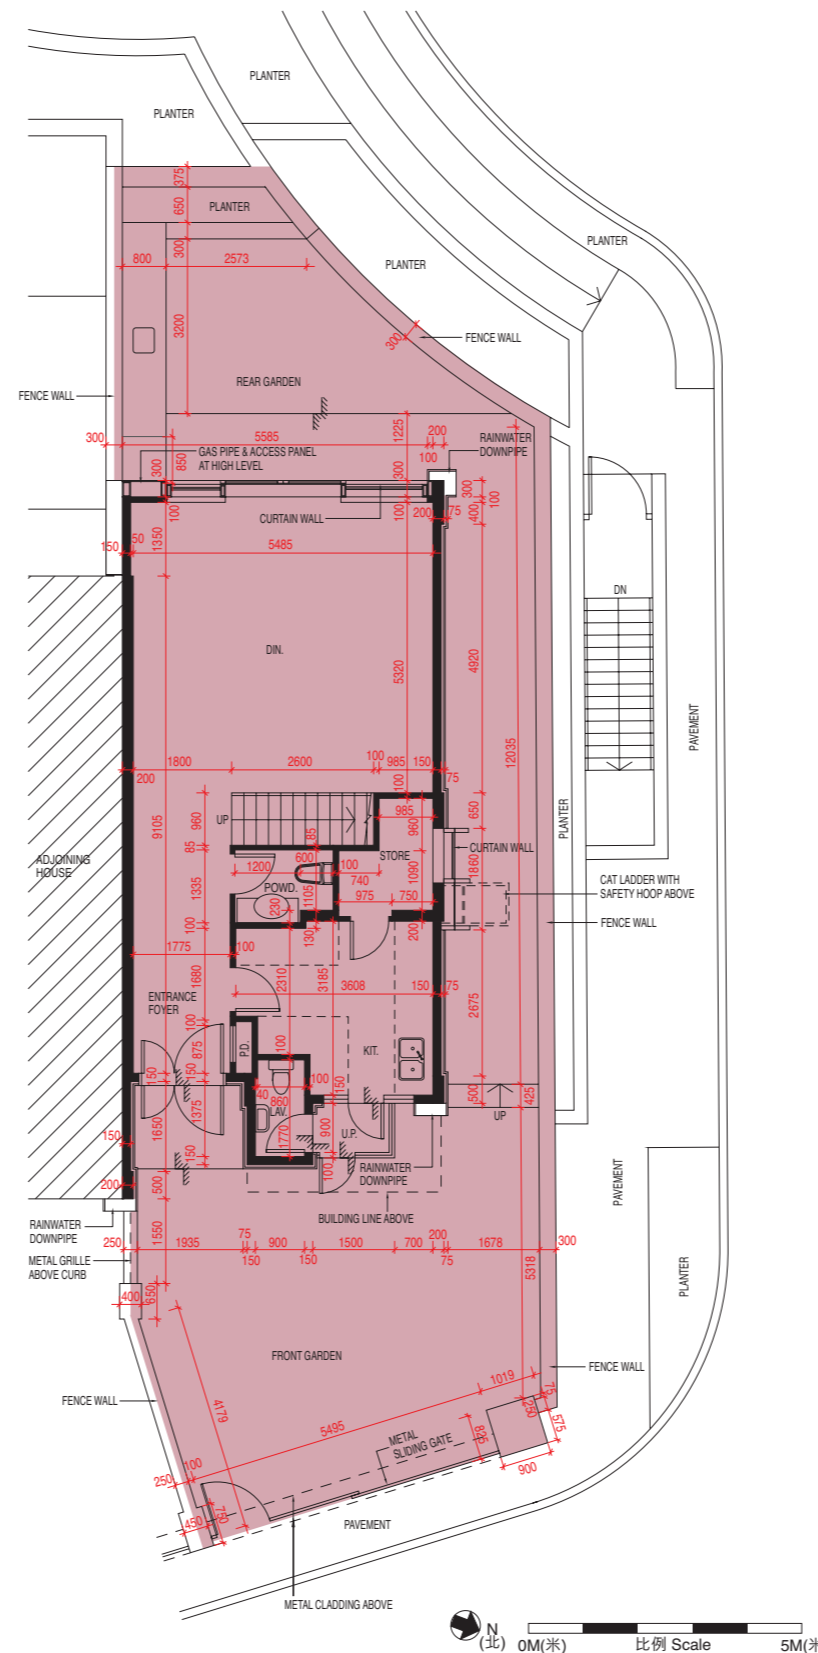 PLANTER
PLANTER
375
650
PLANTER
300
PLANTER
PLANTER
800
2573
3200
300
FENCE WALL
REAR GARDEN
FENCE WALL
300
5585
1225
200
100
RAINWATER
DOWNPIPE
GAS PIPE & ACCESS PANEL
AT HIGH LEVEL
850
300
300
300
400
100
100
1350
CURTAIN WALL
100
200
75
150
50
5485
DIN.
DN
4920
5320
12035
PAVEMENT
1800
2600
100
985
150
200
100
75
9105
960
UP
985
960
650
85
85
STORE
PLANTER
ADJOINING
HOUSE
1200
600
100
740
1090
1860
CURTAIN WALL
1335
POWD.
1105
230
975
750
CAT LADDER WITH
SAFETY HOOP ABOVE
100
130
200
FENCE WALL
1775
100
1680
2310
3185
3608
150
75
2675
ENTRANCE
FOYER
100
875
P.D.
100
KIT.
150
150
40
860
100
150
500
425
UP
1650
1375
LAV.
900
U.P.
150
1770
150
100
200
500
RAINWATER
DOWNPIPE
PAVEMENT
BUILDING LINE ABOVE
RAINWATER
DOWNPIPE
1550
250
1935
75
150
900
150
1500
700
200
75
1678
300
METAL GRILLE
ABOVE CURB
5318
400
650
PLANTER
FRONT GARDEN
FENCE WALL
1019
FENCE WALL
4179
5495
75
250
575
METAL
SLIDING GATE
825
900
250
100
450
750
PAVEMENT
METAL CLADDING ABOVE
N
(北)
0M(米)
比例 Scale
5M(米